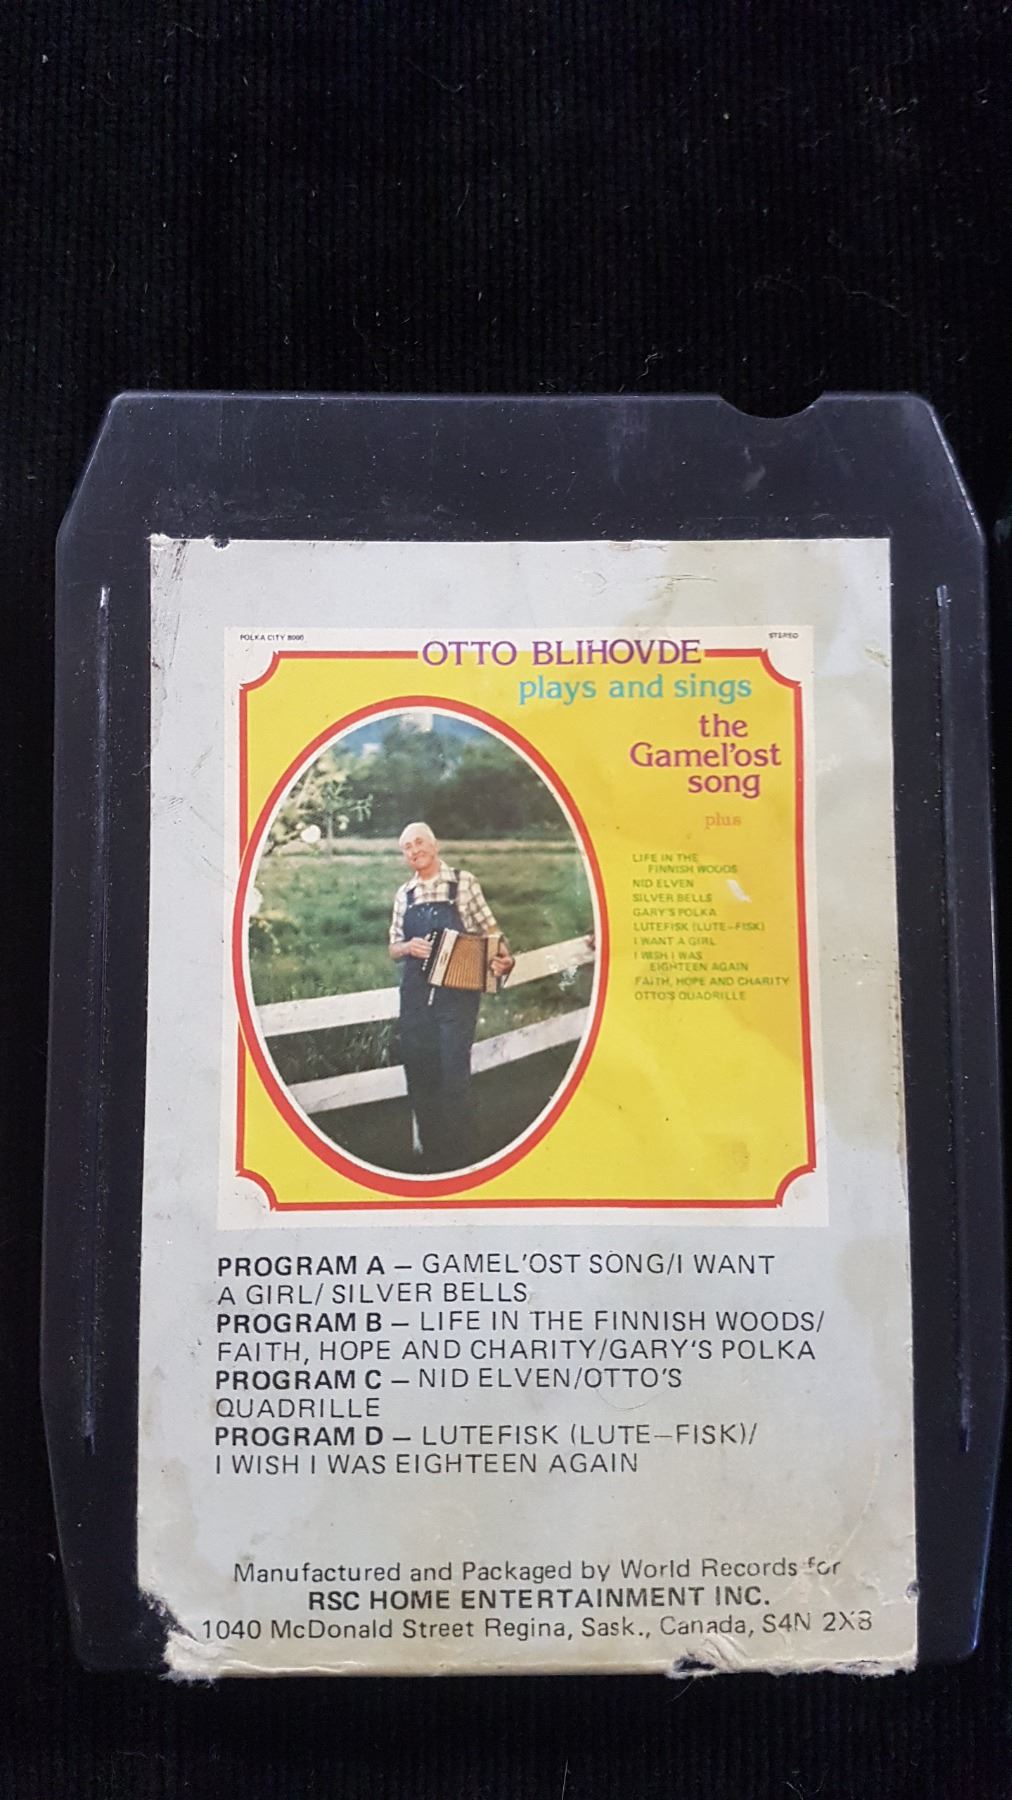 POLKA CITY 8000
STEREO
OTTO BLIHOVDE
plays and sings
the
Gamel'ost
song
plus
LIFE IN THE
FINNISH WOODS
NID ELVEN
SILVER BELLS
GARY'S POLKA
LUTEFISK (LUTE-FISK)
I WANT A GIRL
I WISH I WAS
EIGHTEEN AGAIN
FAITH, HOPE AND CHARITY
OTTO'S QUADRILLE
PROGRAM A – GAMEL'OST SONG/I WANT
A GIRL/ SILVER BELLS
PROGRAM B – LIFE IN THE FINNISH WOODS/
FAITH, HOPE AND CHARITY/GARY'S POLKA
PROGRAM C – NID ELVEN/OTTO'S
QUADRILLE
PROGRAM D – LUTEFISK (LUTE–FISK)/
I WISH I WAS EIGHTEEN AGAIN
Manufactured and Packaged by World Records for
RSC HOME ENTERTAINMENT INC.
1040 McDonald Street Regina, Sask., Canada, S4N 2X8